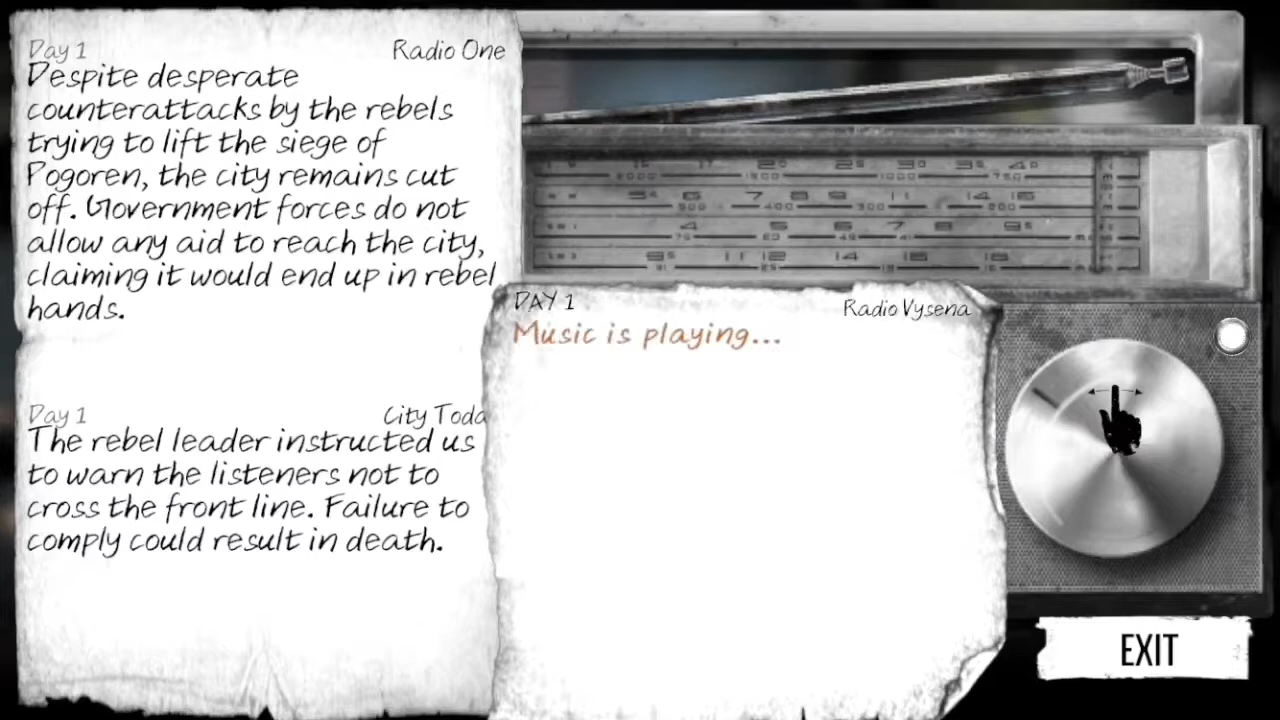 Day 1 Radio One
Despite desperate
counterattacks by the rebels
trying to lift the siege of
Pogoren, the city remains cut
off. Government forces do not
allow any aid to reach the city,
claiming it would end up in rebel
hands.
Day 1 City Toda
The rebel leader instructed us
to warn the listeners not to
cross the front line. Failure to
comply could result in death.
DAY 1 Radio Vysena
Music is playing...
EXIT